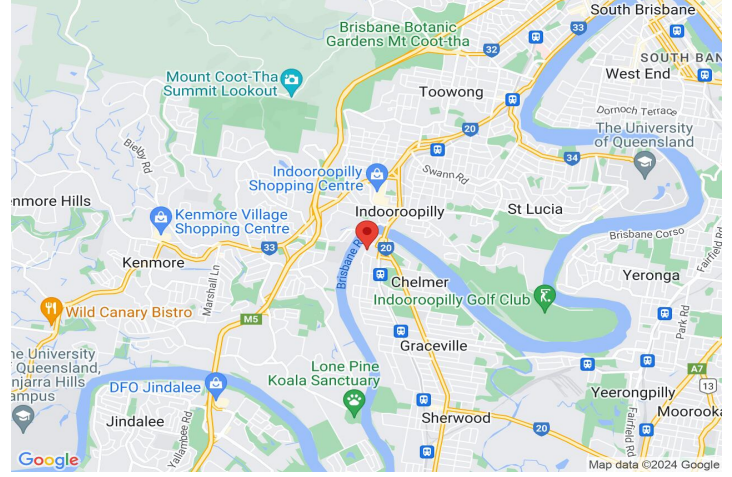 South Brisbane
Brisbane Botanic
Gardens Mt Coot-tha
33
32
SOUTH BAN
West End
Mount Coot-Tha
Summit Lookout
Toowong
Dornoch Terrace
20
The University
of Queensland
Bielby Rd
34
Indooroopilly
Shopping Centre
Swann Rd
enmore Hills
Indooroopilly
St Lucia
Kenmore Village
Shopping Centre
Brisbane Corso
33
20
Brisbane R
Fairfield Rd
Kenmore
Marshall Ln
Chelmer
Yeronga
Indooroopilly Golf Club
Wild Canary Bistro
M5
Park Rd
Graceville
he University
Queensland,
njarra Hills
ampus
Lone Pine
Koala Sanctuary
A7
DFO Jindalee
13
Yeerongpilly
Moorooka
Jindalee
Yallambee Rd
Sherwood
20
Fairfield Rd
Google
Map data ©2024 Google